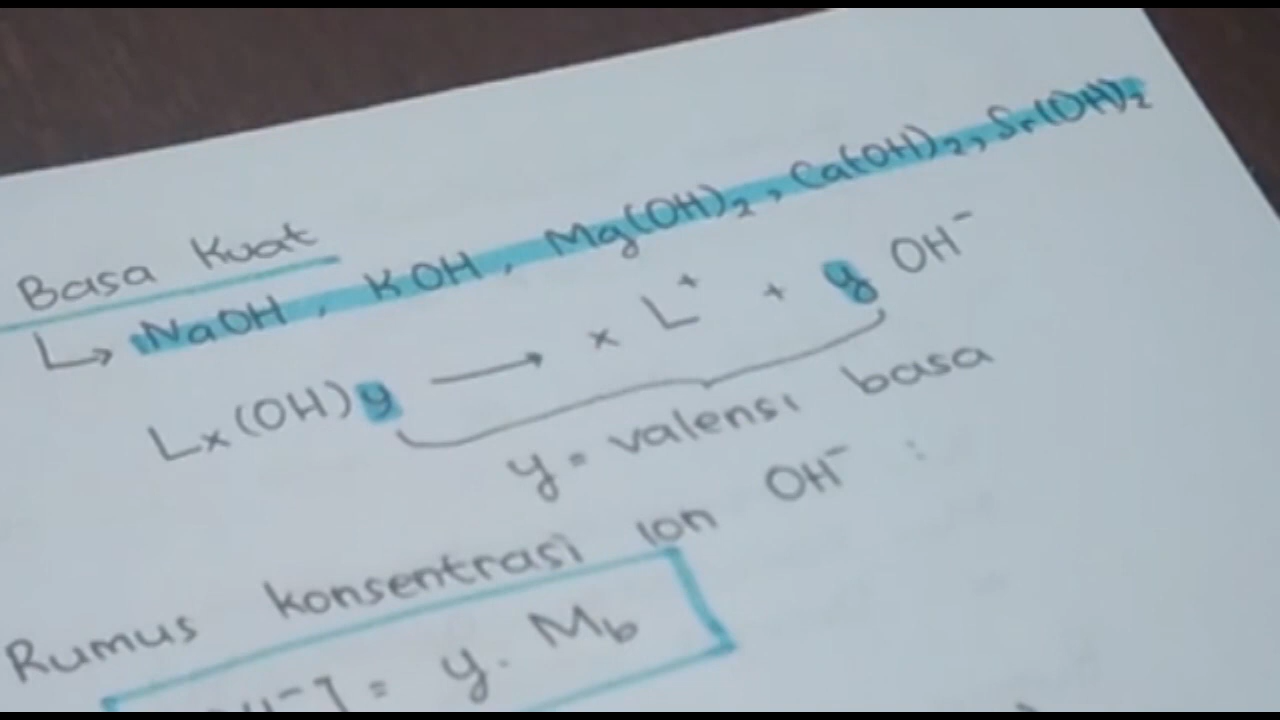 Basa Kuat
↳ NaOH, KOH, Mg(OH)₂, Ca(OH)₂, Sr(OH)₂
Lx(OH)y ⟶ x L⁺ + y OH⁻
y = valensi basa
Rumus konsentrasi ion OH⁻ :
= y. Mb